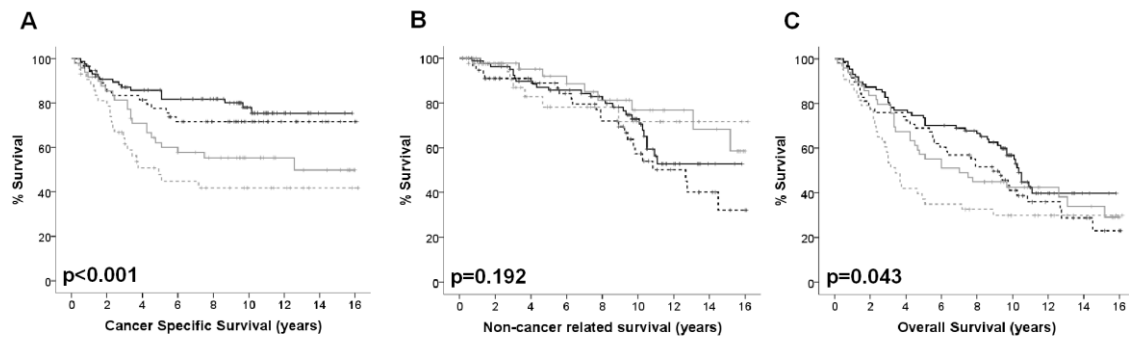 A
B
C
% Survival
100
80
60
40
20
0
p<0.001
0 2 4 6 8 10 12 14 16
Cancer Specific Survival (years)
% Survival
100
80
60
40
20
0
p=0.192
0 2 4 6 8 10 12 14 16
Non-cancer related survival (years)
% Survival
100
80
60
40
20
0
p=0.043
0 2 4 6 8 10 12 14 16
Overall Survival (years)